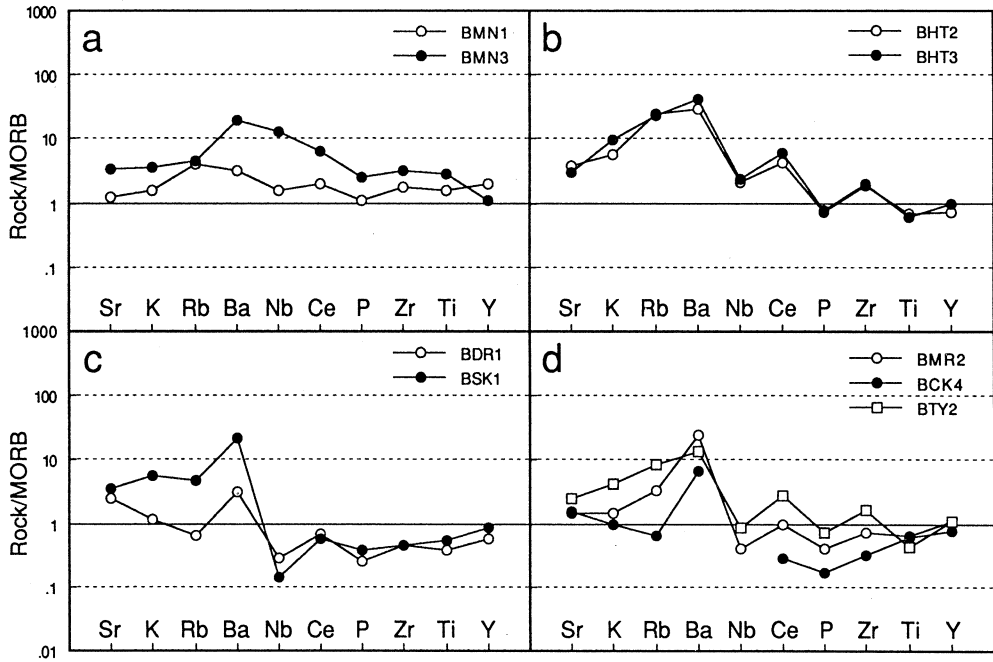 1000
100
10
1
.1
Rock/MORB
a
BMN1
BMN3
Sr K Rb Ba Nb Ce P Zr Ti Y
b
BHT2
BHT3
Sr K Rb Ba Nb Ce P Zr Ti Y
1000
100
10
1
.1
.01
Rock/MORB
c
BDR1
BSK1
Sr K Rb Ba Nb Ce P Zr Ti Y
d
BMR2
BCK4
BTY2
Sr K Rb Ba Nb Ce P Zr Ti Y